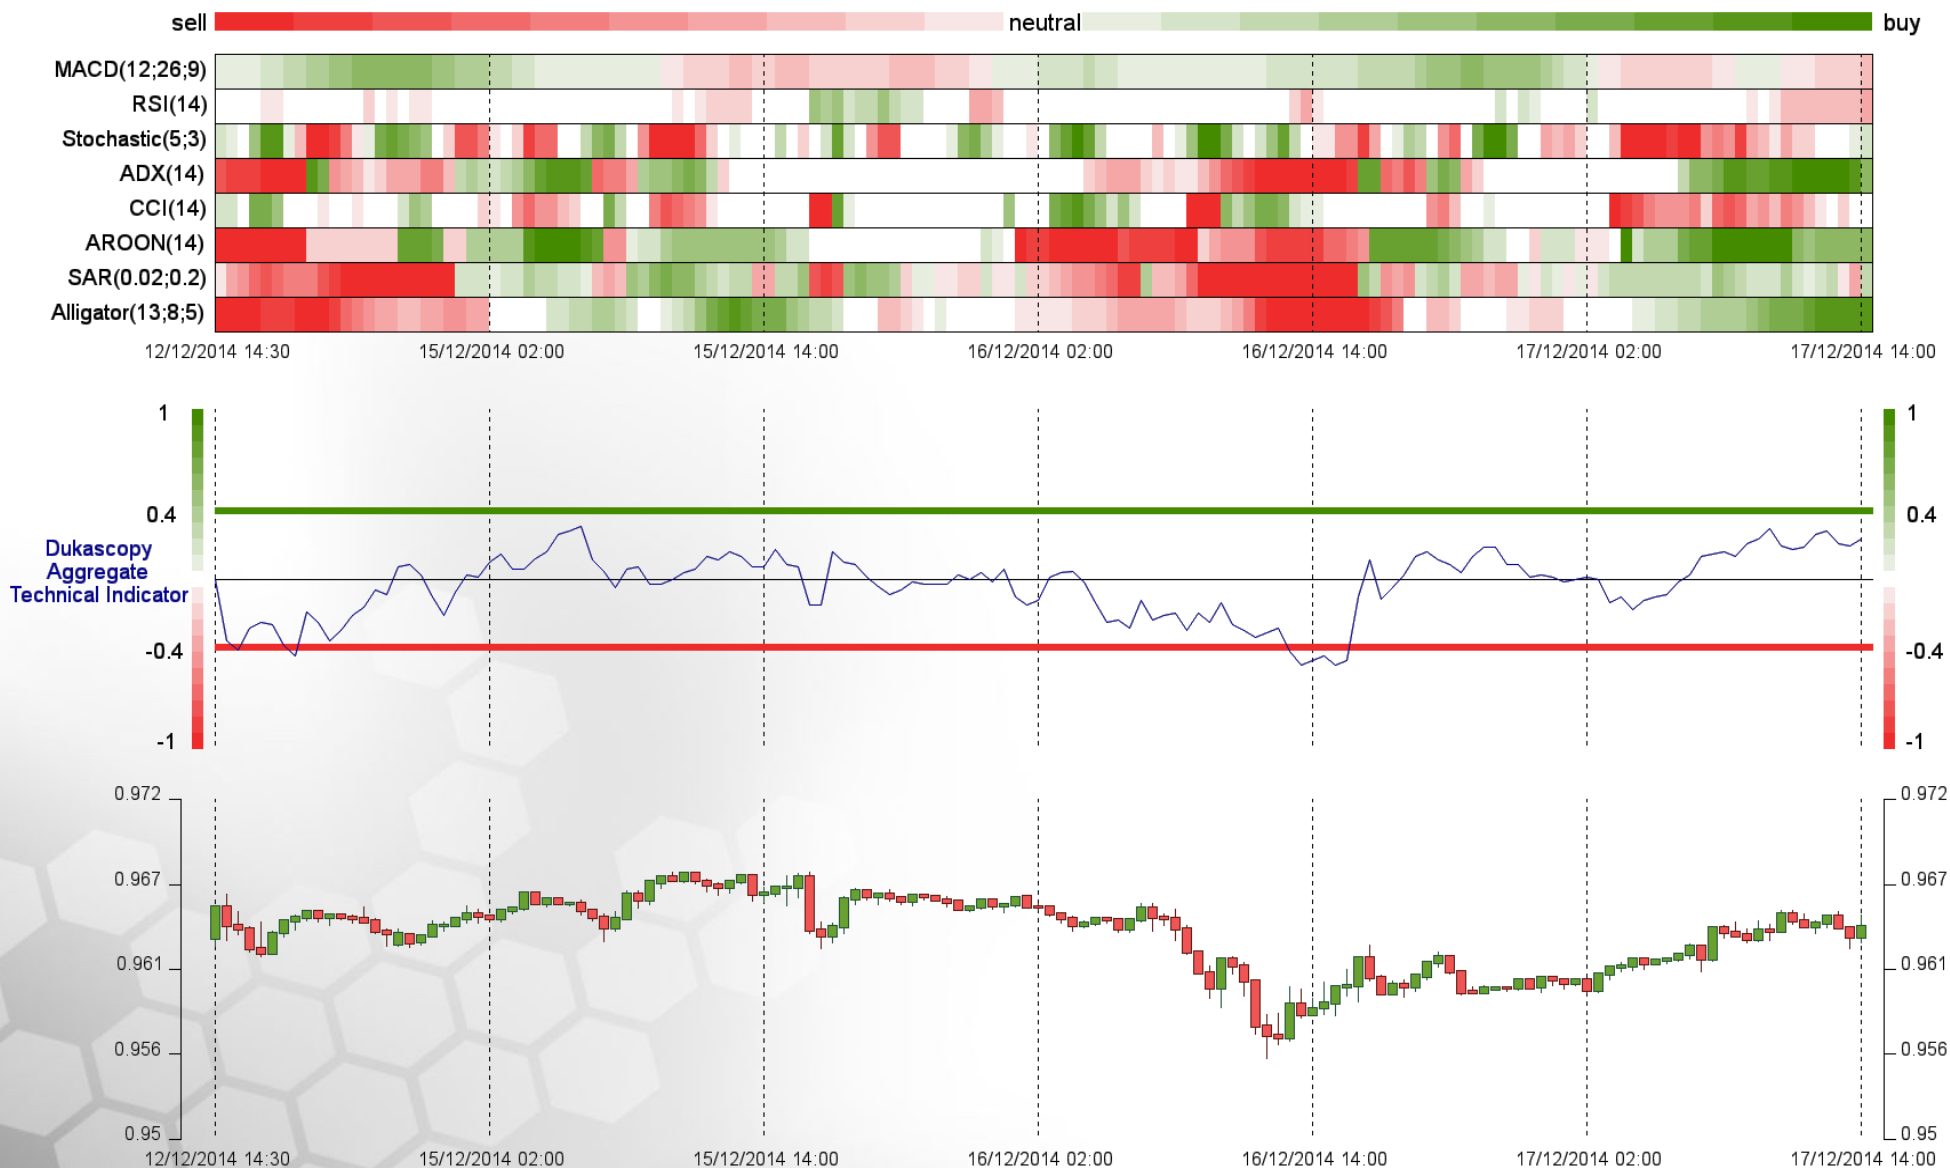 sell neutral buy
MACD(12;26;9)
RSI(14)
Stochastic(5;3)
ADX(14)
CCI(14)
AROON(14)
SAR(0.02;0.2)
Alligator(13;8;5)
12/12/2014 14:30 15/12/2014 02:00 15/12/2014 14:00 16/12/2014 02:00 16/12/2014 14:00 17/12/2014 02:00 17/12/2014 14:00
1 1
0.4 0.4
Dukascopy
Aggregate
Technical Indicator
-0.4 -0.4
-1 -1
0.972 0.972
0.967 0.967
0.961 0.961
0.956 0.956
0.95 0.95
12/12/2014 14:30 15/12/2014 02:00 15/12/2014 14:00 16/12/2014 02:00 16/12/2014 14:00 17/12/2014 02:00 17/12/2014 14:00